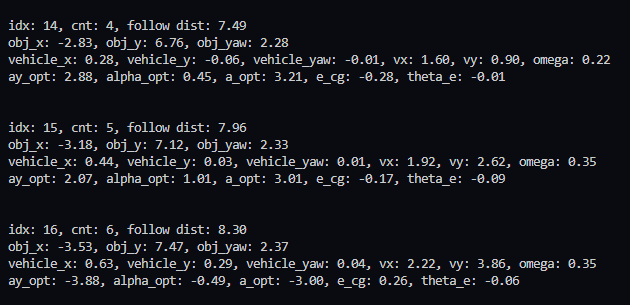 idx: 14, cnt: 4, follow dist: 7.49
obj_x: -2.83, obj_y: 6.76, obj_yaw: 2.28
vehicle_x: 0.28, vehicle_y: -0.06, vehicle_yaw: -0.01, vx: 1.60, vy: 0.90, omega: 0.22
ay_opt: 2.88, alpha_opt: 0.45, a_opt: 3.21, e_cg: -0.28, theta_e: -0.01
idx: 15, cnt: 5, follow dist: 7.96
obj_x: -3.18, obj_y: 7.12, obj_yaw: 2.33
vehicle_x: 0.44, vehicle_y: 0.03, vehicle_yaw: 0.01, vx: 1.92, vy: 2.62, omega: 0.35
ay_opt: 2.07, alpha_opt: 1.01, a_opt: 3.01, e_cg: -0.17, theta_e: -0.09
idx: 16, cnt: 6, follow dist: 8.30
obj_x: -3.53, obj_y: 7.47, obj_yaw: 2.37
vehicle_x: 0.63, vehicle_y: 0.29, vehicle_yaw: 0.04, vx: 2.22, vy: 3.86, omega: 0.35
ay_opt: -3.88, alpha_opt: -0.49, a_opt: -3.00, e_cg: 0.26, theta_e: -0.06